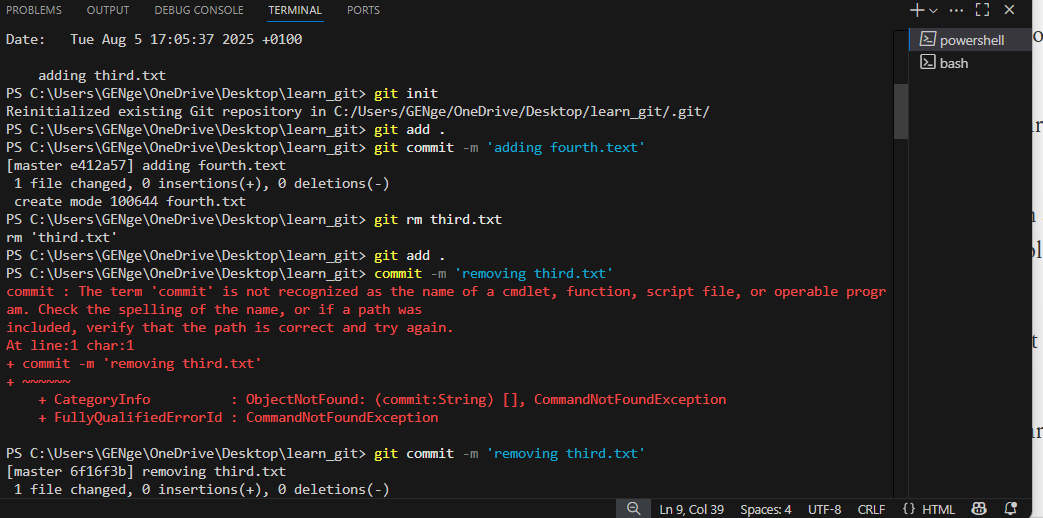 PROBLEMS OUTPUT DEBUG CONSOLE TERMINAL PORTS
Date:   Tue Aug 5 17:05:37 2025 +0100
    adding third.txt
PS C:\Users\GENge\OneDrive\Desktop\learn_git> git init
Reinitialized existing Git repository in C:/Users/GENge/OneDrive/Desktop/learn_git/.git/
PS C:\Users\GENge\OneDrive\Desktop\learn_git> git add .
PS C:\Users\GENge\OneDrive\Desktop\learn_git> git commit -m 'adding fourth.text'
[master e412a57] adding fourth.text
 1 file changed, 0 insertions(+), 0 deletions(-)
 create mode 100644 fourth.txt
PS C:\Users\GENge\OneDrive\Desktop\learn_git> git rm third.txt
rm 'third.txt'
PS C:\Users\GENge\OneDrive\Desktop\learn_git> git add .
PS C:\Users\GENge\OneDrive\Desktop\learn_git> commit -m 'removing third.txt'
commit : The term 'commit' is not recognized as the name of a cmdlet, function, script file, or operable progr
am. Check the spelling of the name, or if a path was
included, verify that the path is correct and try again.
At line:1 char:1
+ commit -m 'removing third.txt'
+ ~~~~~~
    + CategoryInfo          : ObjectNotFound: (commit:String) [], CommandNotFoundException
    + FullyQualifiedErrorId : CommandNotFoundException
PS C:\Users\GENge\OneDrive\Desktop\learn_git> git commit -m 'removing third.txt'
[master 6f16f3b] removing third.txt
 1 file changed, 0 insertions(+), 0 deletions(-)
powershell
bash
Ln 9, Col 39 Spaces: 4 UTF-8 CRLF {} HTML